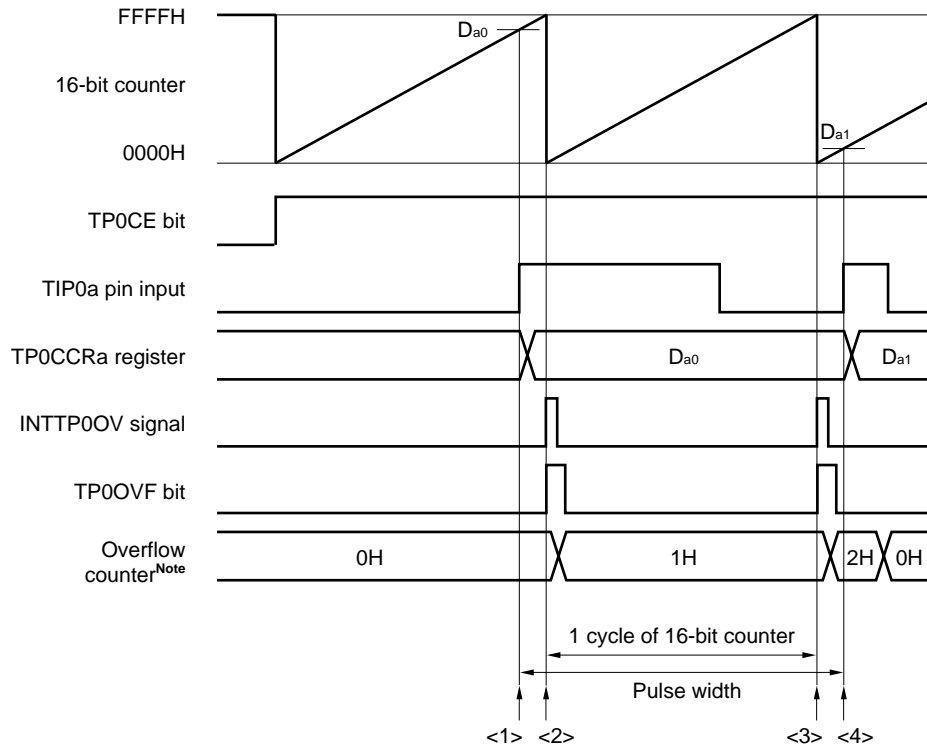 FFFFH
Da0
16-bit counter
Da1
0000H
TP0CE bit
TIP0a pin input
TP0CCRa register
Da0
Da1
INTTP0OV signal
TP0OVF bit
Overflow
counterNote
0H
1H
2H
0H
1 cycle of 16-bit counter
Pulse width
<1> <2> <3> <4>